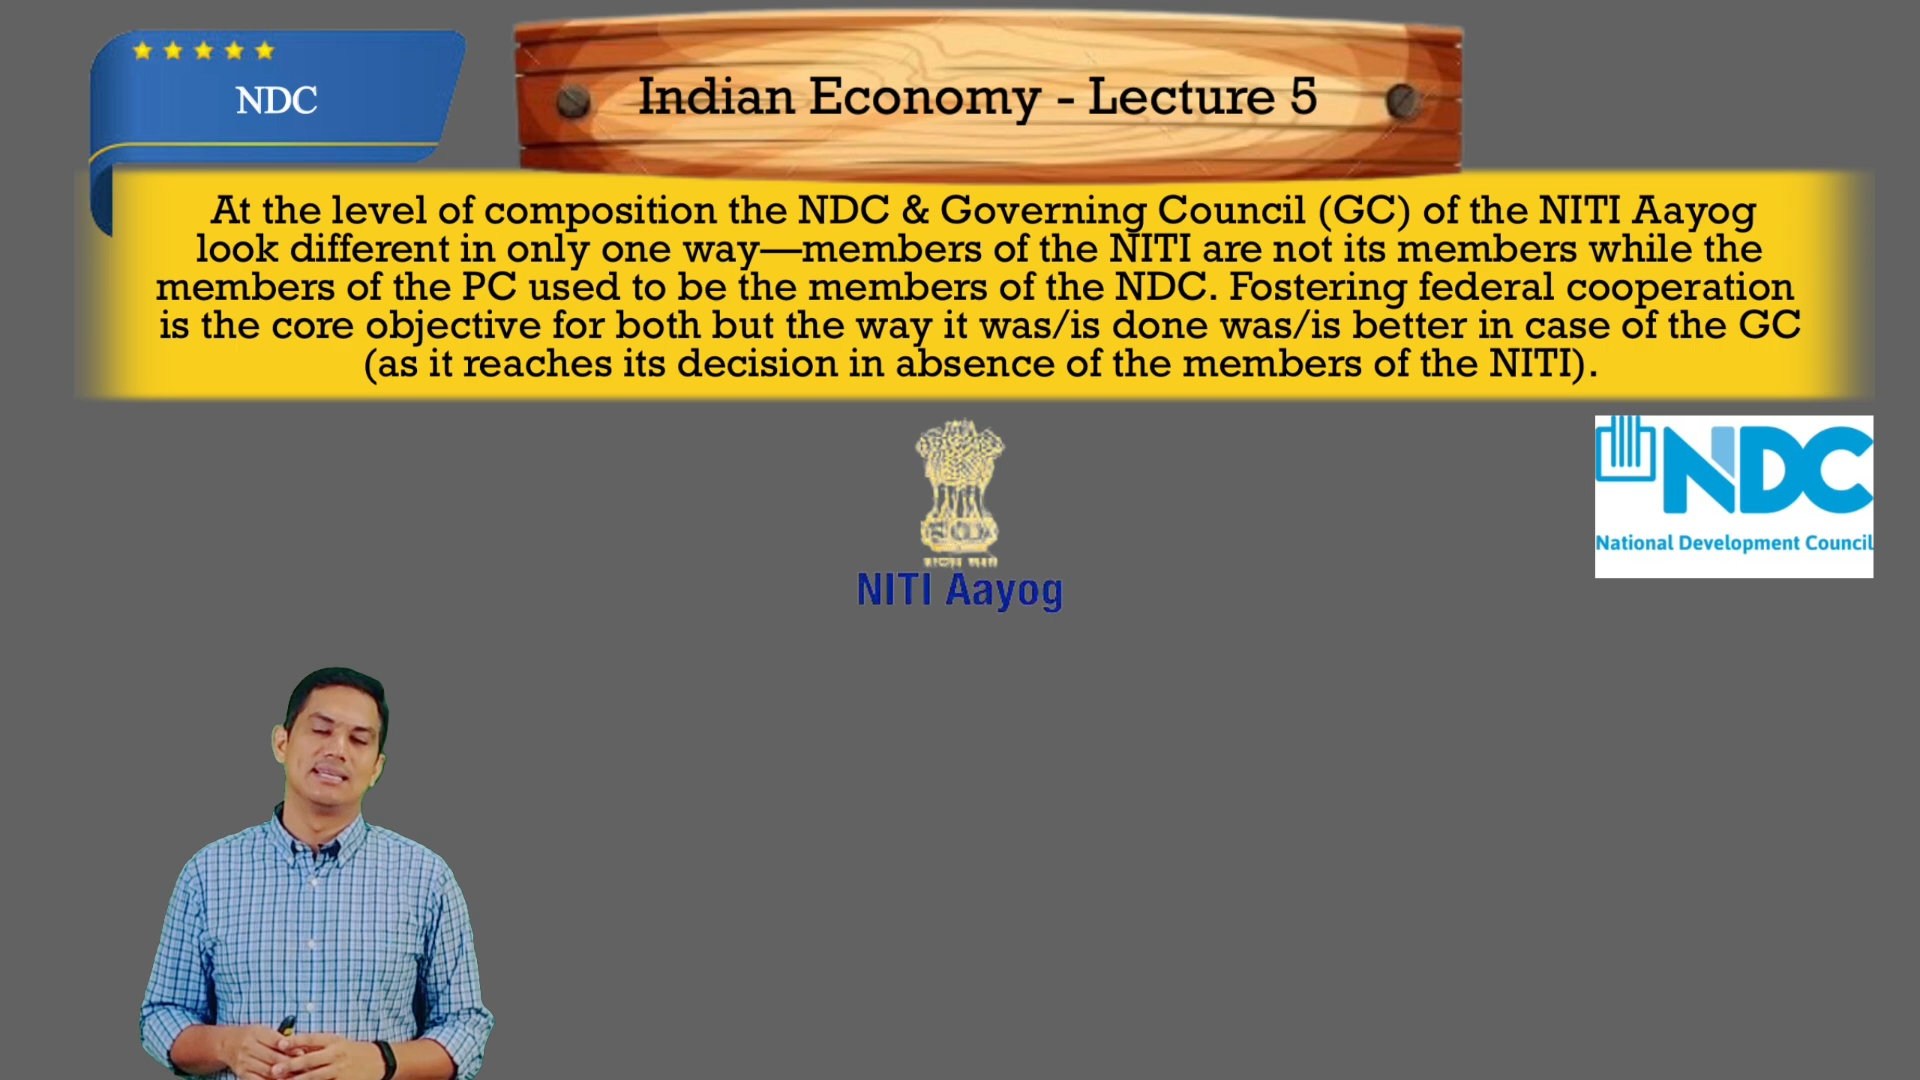 NDC
Indian Economy - Lecture 5
At the level of composition the NDC & Governing Council (GC) of the NITI Aayog
look different in only one way—members of the NITI are not its members while the
members of the PC used to be the members of the NDC. Fostering federal cooperation
is the core objective for both but the way it was/is done was/is better in case of the GC
(as it reaches its decision in absence of the members of the NITI).
NITI Aayog
NDC
National Development Council